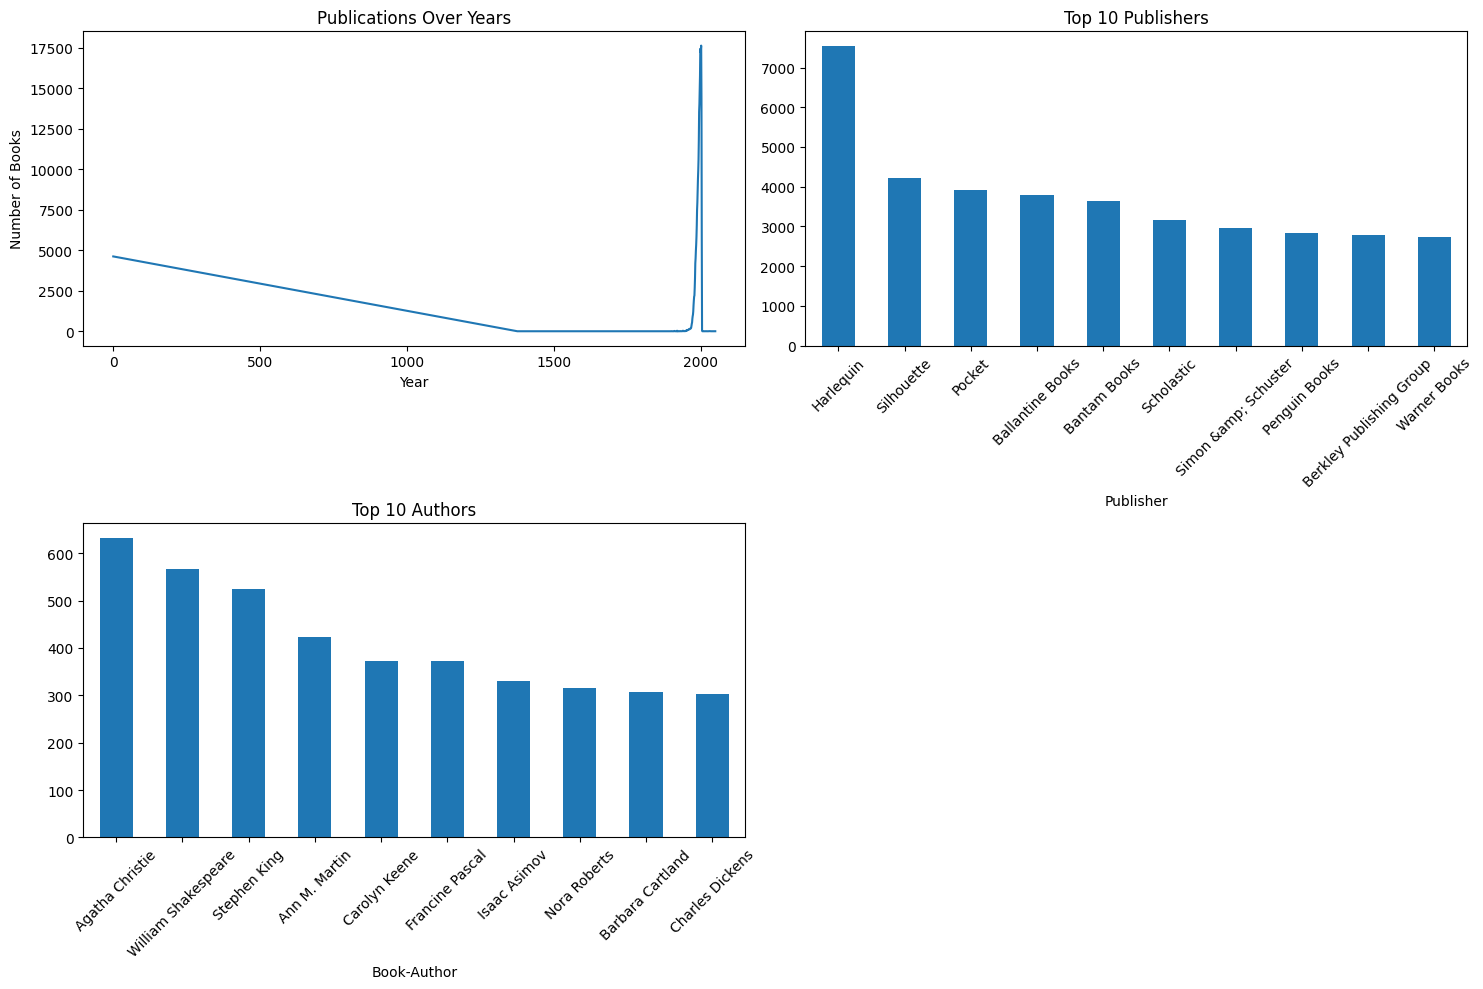 Publications Over Years
17500
15000
12500
10000
7500
5000
2500
0
Number of Books
0 500 1000 1500 2000
Year
Top 10 Publishers
7000
6000
5000
4000
3000
2000
1000
0
Harlequin
Silhouette
Pocket
Ballantine Books
Bantam Books
Scholastic
Simon &amp; Schuster
Penguin Books
Berkley Publishing Group
Warner Books
Publisher
Top 10 Authors
600
500
400
300
200
100
0
Agatha Christie
William Shakespeare
Stephen King
Ann M. Martin
Carolyn Keene
Francine Pascal
Isaac Asimov
Nora Roberts
Barbara Cartland
Charles Dickens
Book-Author